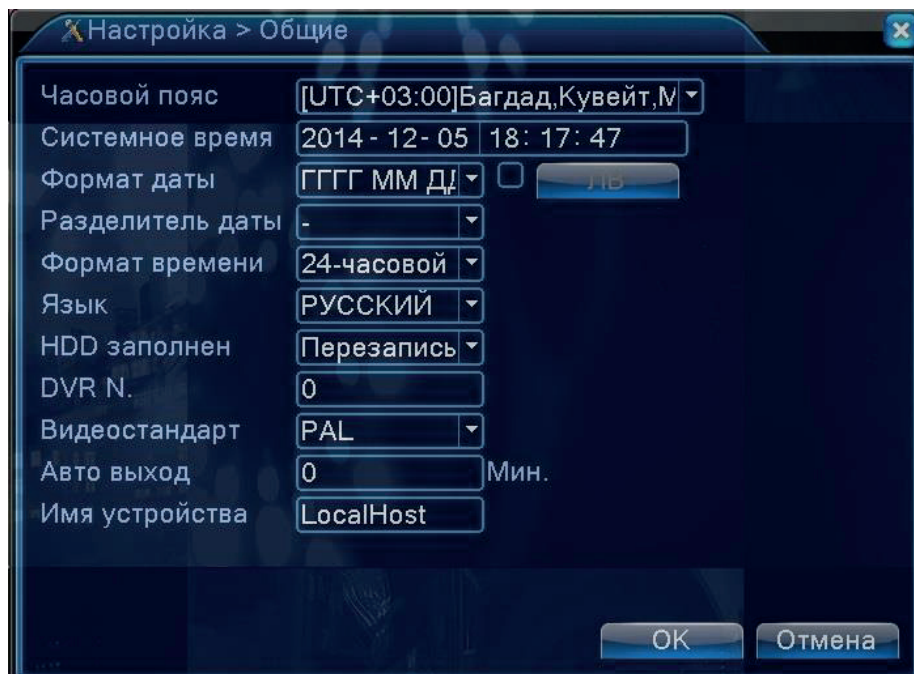 Настройка > Общие
Часовой пояс [UTC+03:00]Багдад,Кувейт,М
Системное время 2014 - 12 - 05 18: 17: 47
Формат даты ГГГГ ММ ДД ЛВ
Разделитель даты -
Формат времени 24-часовой
Язык РУССКИЙ
HDD заполнен Перезапись
DVR N. 0
Видеостандарт PAL
Авто выход 0 Мин.
Имя устройства LocalHost
OK Отмена